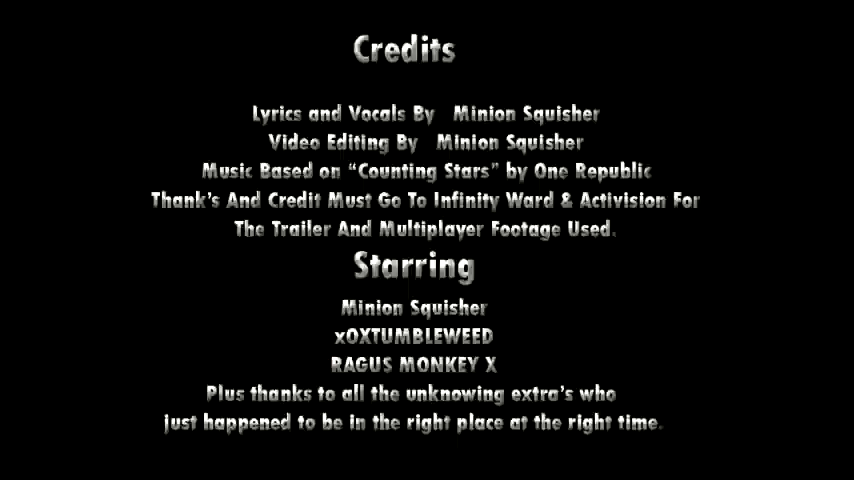 Credits
Lyrics and Vocals By Minion Squisher
Video Editing By Minion Squisher
Music Based on “Counting Stars” by One Republic
Thank’s And Credit Must Go To Infinity Ward & Activision For
The Trailer And Multiplayer Footage Used.
Starring
Minion Squisher
xOXTUMBLEWEED
RAGUS MONKEY X
Plus thanks to all the unknowing extra’s who
just happened to be in the right place at the right time.